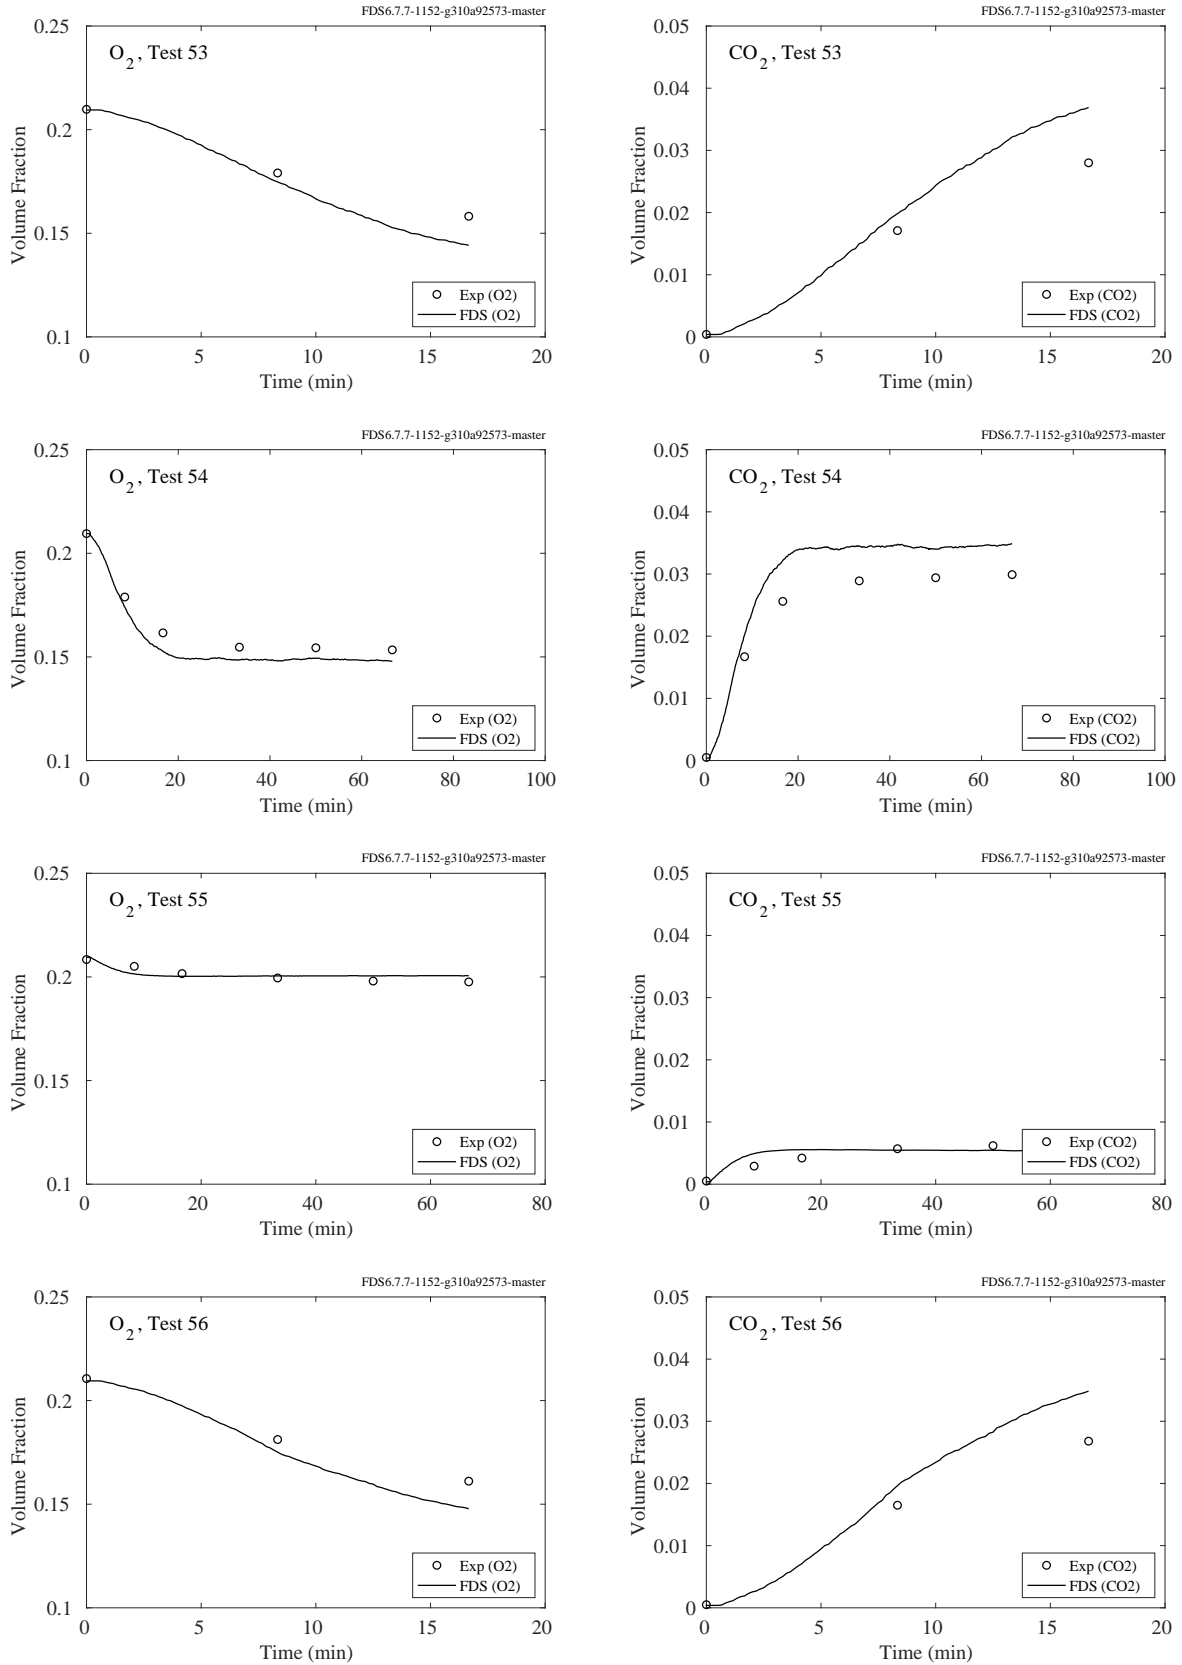 FDS6.7.7-1152-g310a92573-master
O2, Test 53
Volume Fraction
0.25
0.2
0.15
0.1
Exp (O2)
FDS (O2)
0 5 10 15 20
Time (min)
FDS6.7.7-1152-g310a92573-master
CO2, Test 53
Volume Fraction
0.05
0.04
0.03
0.02
0.01
0
Exp (CO2)
FDS (CO2)
0 5 10 15 20
Time (min)
FDS6.7.7-1152-g310a92573-master
O2, Test 54
Volume Fraction
0.25
0.2
0.15
0.1
Exp (O2)
FDS (O2)
0 20 40 60 80 100
Time (min)
FDS6.7.7-1152-g310a92573-master
CO2, Test 54
Volume Fraction
0.05
0.04
0.03
0.02
0.01
0
Exp (CO2)
FDS (CO2)
0 20 40 60 80 100
Time (min)
FDS6.7.7-1152-g310a92573-master
O2, Test 55
Volume Fraction
0.25
0.2
0.15
0.1
Exp (O2)
FDS (O2)
0 20 40 60 80
Time (min)
FDS6.7.7-1152-g310a92573-master
CO2, Test 55
Volume Fraction
0.05
0.04
0.03
0.02
0.01
0
Exp (CO2)
FDS (CO2)
0 20 40 60 80
Time (min)
FDS6.7.7-1152-g310a92573-master
O2, Test 56
Volume Fraction
0.25
0.2
0.15
0.1
Exp (O2)
FDS (O2)
0 5 10 15 20
Time (min)
FDS6.7.7-1152-g310a92573-master
CO2, Test 56
Volume Fraction
0.05
0.04
0.03
0.02
0.01
0
Exp (CO2)
FDS (CO2)
0 5 10 15 20
Time (min)